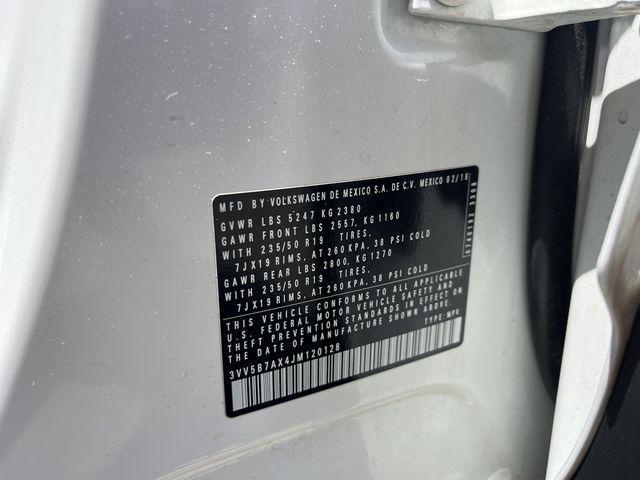 MFD BY VOLKSWAGEN DE MEXICO S.A. DE C.V. MEXICO 02/18
GVWR LBS 5247 KG 2380
GAWR FRONT LBS 2557, KG 1160
WITH 235/50 R19 TIRES,
7JX19 RIMS, AT 260 KPA, 38 PSI COLD
GAWR REAR LBS 2800, KG 1270
WITH 235/50 R19 TIRES,
7JX19 RIMS, AT 260 KPA, 38 PSI COLD
THIS VEHICLE CONFORMS TO ALL APPLICABLE
U.S. FEDERAL MOTOR VEHICLE SAFETY AND
THEFT PREVENTION STANDARDS IN EFFECT ON
THE DATE OF MANUFACTURE SHOWN ABOVE.
TYPE: MPV
3VV5B7AX4JM120128